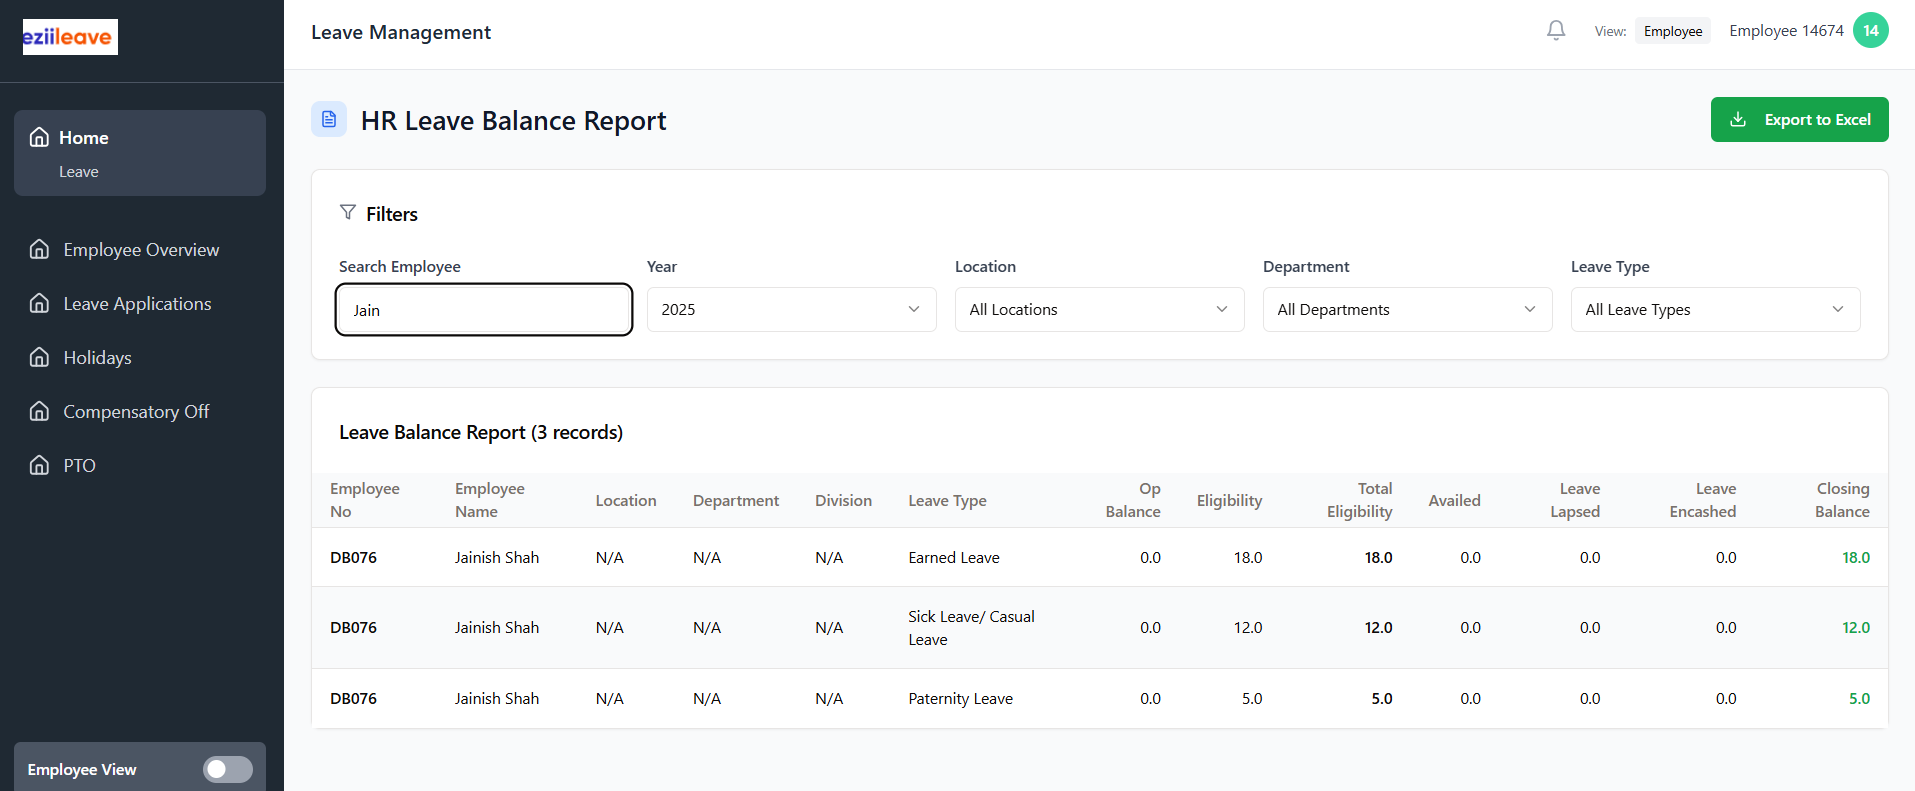 eziileave
Leave Management
View: Employee Employee 14674 14
Home
Leave
Employee Overview
Leave Applications
Holidays
Compensatory Off
PTO
Employee View
HR Leave Balance Report
Export to Excel
Filters
Search Employee Year Location Department Leave Type
Jain 2025 All Locations All Departments All Leave Types
Leave Balance Report (3 records)
Employee No Employee Name Location Department Division Leave Type Op Balance Eligibility Total Eligibility Availed Leave Lapsed Leave Encashed Closing Balance
DB076 Jainish Shah N/A N/A N/A Earned Leave 0.0 18.0 18.0 0.0 0.0 0.0 18.0
DB076 Jainish Shah N/A N/A N/A Sick Leave/ Casual Leave 0.0 12.0 12.0 0.0 0.0 0.0 12.0
DB076 Jainish Shah N/A N/A N/A Paternity Leave 0.0 5.0 5.0 0.0 0.0 0.0 5.0